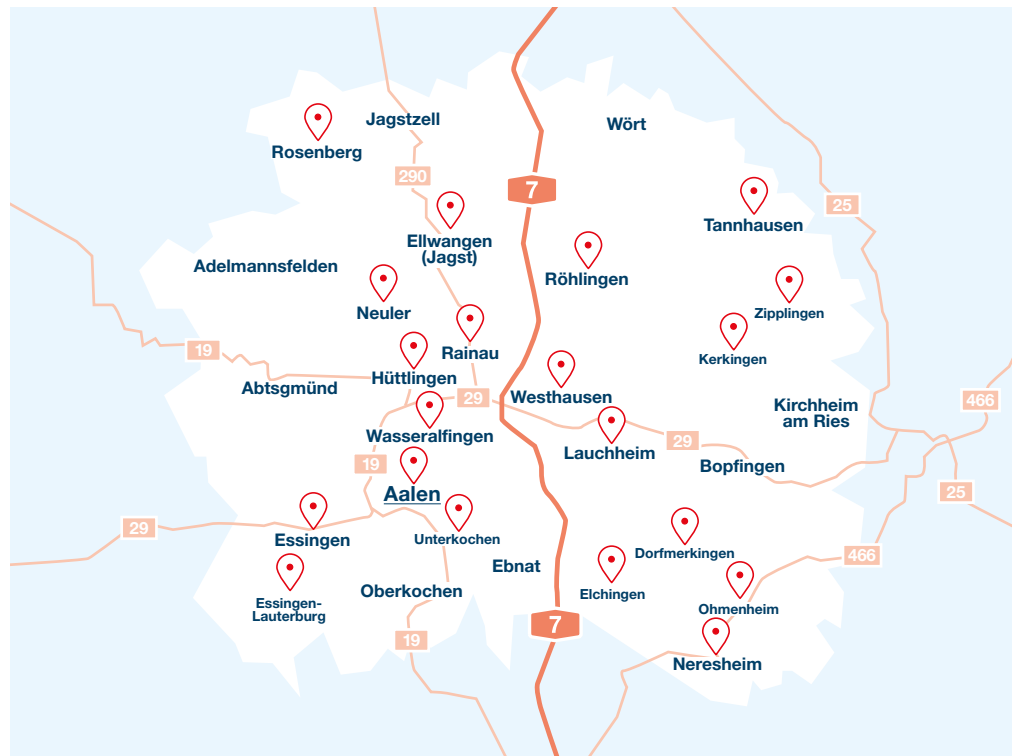 Jagstzell
Wört
Rosenberg
290
7
25
Tannhausen
Ellwangen
(Jagst)
Adelmannsfelden
Röhlingen
Neuler
Zipplingen
19
Rainau
Kerkingen
Hüttlingen
Abtsgmünd
29
Westhausen
466
Kirchheim
am Ries
Wasseralfingen
29
Lauchheim
19
Bopfingen
Aalen
25
29
Essingen
Unterkochen
Dorfmerkingen
466
Ebnat
Oberkochen
Elchingen
Essingen-
Lauterburg
Ohmenheim
7
19
Neresheim